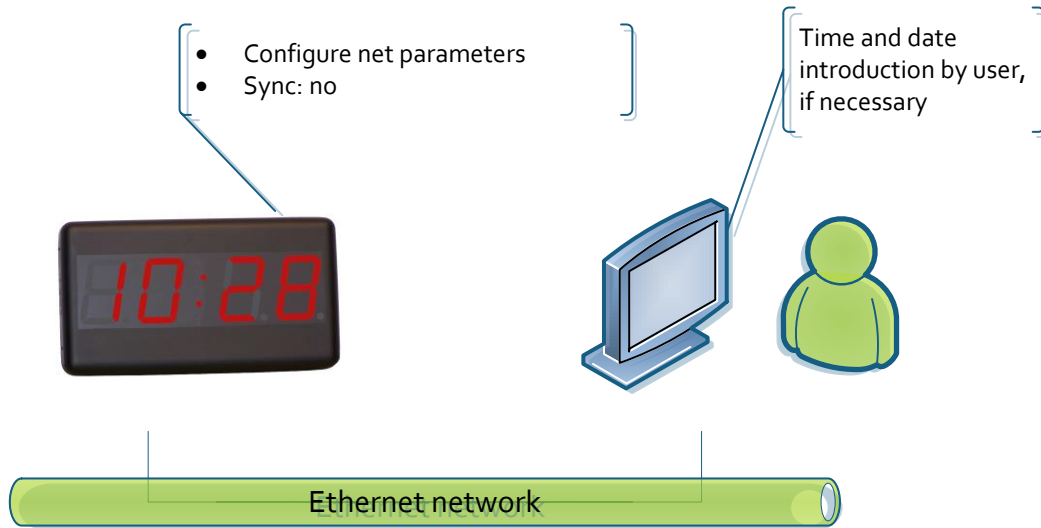 • Configure net parameters
• Sync: no
Time and date
introduction by user,
if necessary
10:28
Ethernet network